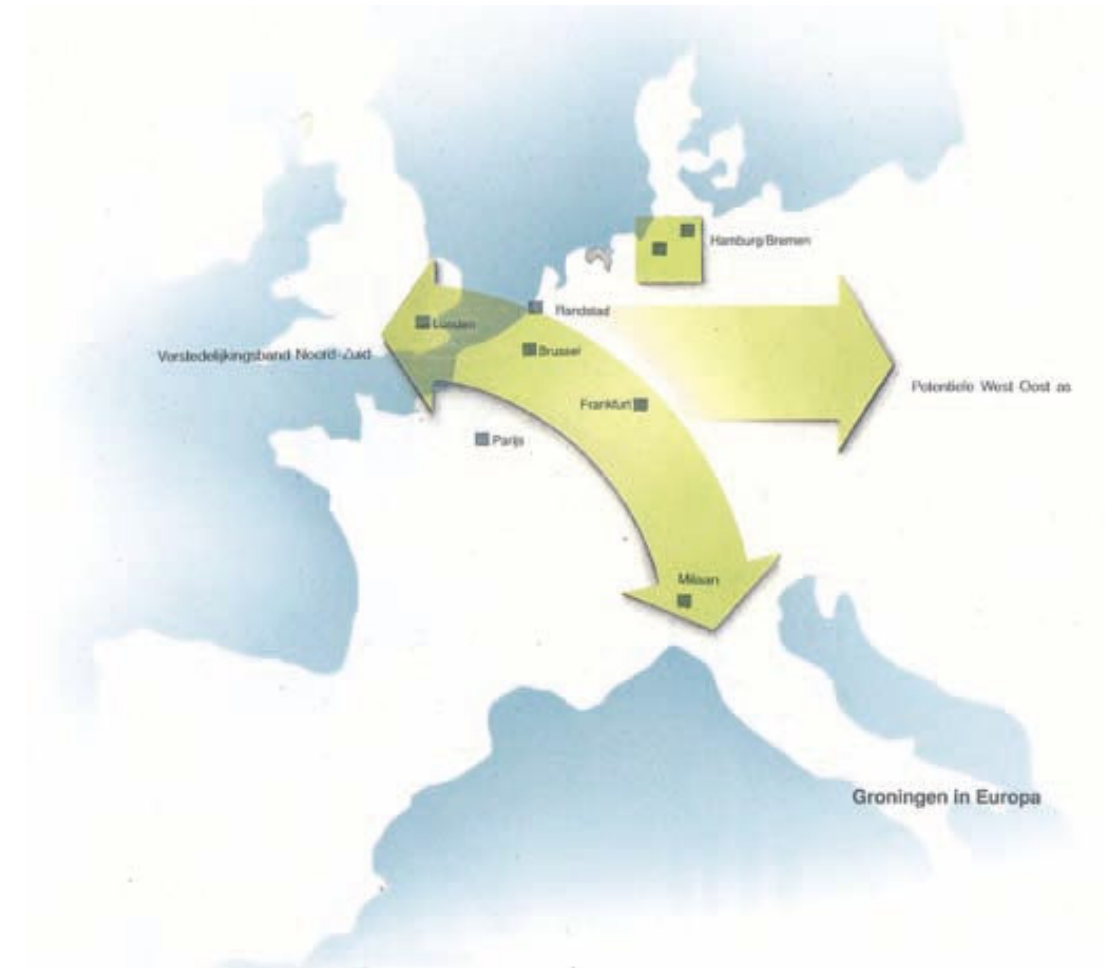 Hamburg/Bremen
Randstad
Londen
Brussel
Verstedelijkingsband Noord-Zuid
Potentiele West Oost as
Frankfurt
Parijs
Milaan
Groningen in Europa